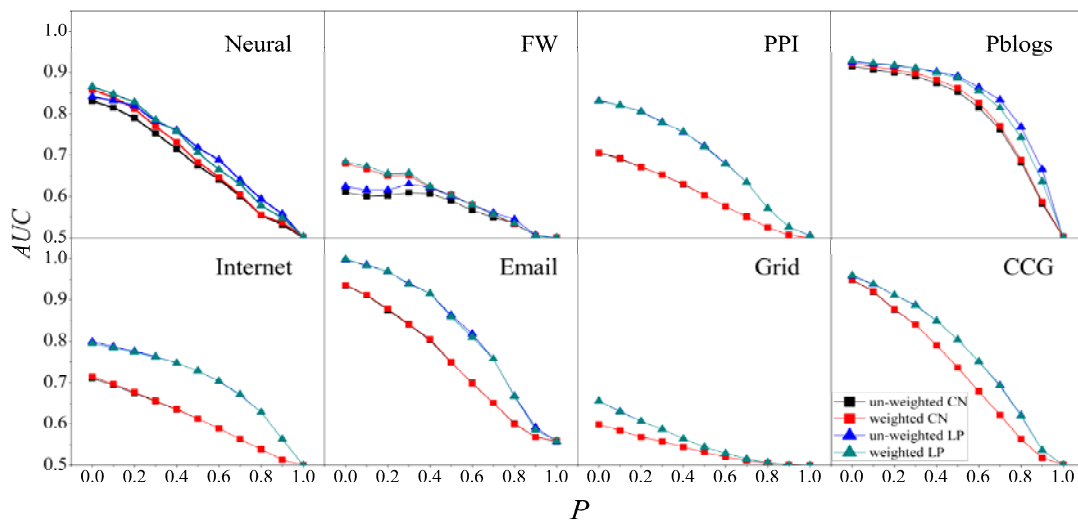 Neural FW PPI Pblogs
1.0
0.9
0.8
0.7
0.6
0.5
AUC
Internet Email Grid CCG
1.0
0.9
0.8
0.7
0.6
0.5
un-weighted CN
weighted CN
un-weighted LP
weighted LP
0.0 0.2 0.4 0.6 0.8 1.0 0.0 0.2 0.4 0.6 0.8 1.0 0.0 0.2 0.4 0.6 0.8 1.0 0.0 0.2 0.4 0.6 0.8 1.0
P